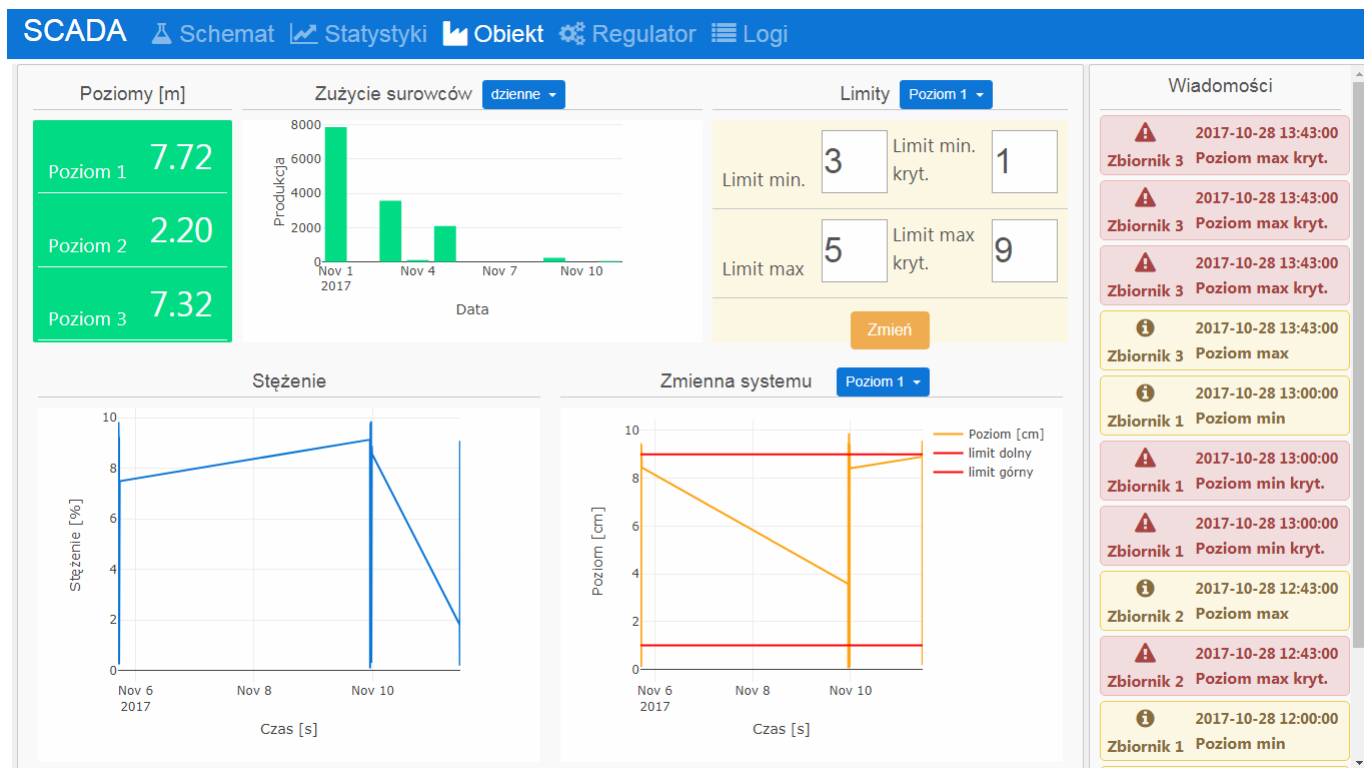 SCADA Schemat Statystyki Obiekt Regulator Logi
Poziomy [m]
Poziom 1 7.72
Poziom 2 2.20
Poziom 3 7.32
Zużycie surowców dzienne
8000
6000
4000
2000
0
Produkcja
Nov 1 Nov 4 Nov 7 Nov 10
2017
Data
Limity Poziom 1
Limit min. 3 Limit min. kryt. 1
Limit max 5 Limit max kryt. 9
Zmień
Stężenie
10
8
6
4
2
0
Stężenie [%]
Nov 6 Nov 8 Nov 10
2017
Czas [s]
Zmienna systemu Poziom 1
10
8
6
4
2
0
Poziom [cm]
Nov 6 Nov 8 Nov 10
2017
Czas [s]
Poziom [cm]
limit dolny
limit górny
Wiadomości
2017-10-28 13:43:00
Zbiornik 3 Poziom max kryt.
2017-10-28 13:43:00
Zbiornik 3 Poziom max kryt.
2017-10-28 13:43:00
Zbiornik 3 Poziom max kryt.
2017-10-28 13:43:00
Zbiornik 3 Poziom max
2017-10-28 13:00:00
Zbiornik 1 Poziom min
2017-10-28 13:00:00
Zbiornik 1 Poziom min kryt.
2017-10-28 13:00:00
Zbiornik 1 Poziom min kryt.
2017-10-28 12:43:00
Zbiornik 2 Poziom max
2017-10-28 12:43:00
Zbiornik 2 Poziom max kryt.
2017-10-28 12:00:00
Zbiornik 1 Poziom min